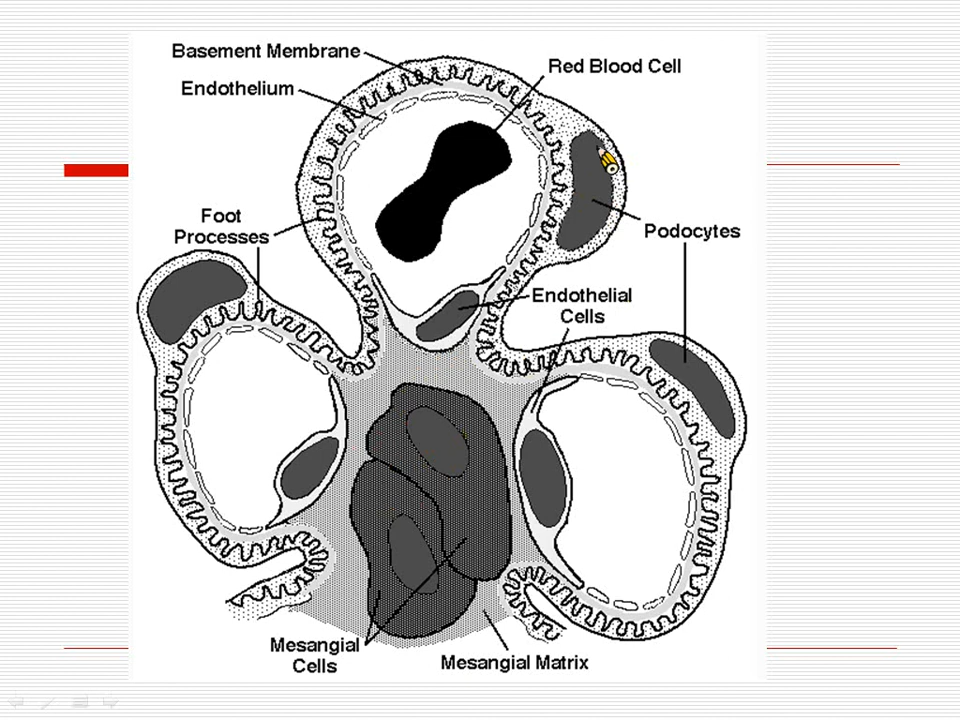 Basement Membrane
Red Blood Cell
Endothelium
Foot
Processes
Podocytes
Endothelial
Cells
Mesangial
Cells
Mesangial Matrix